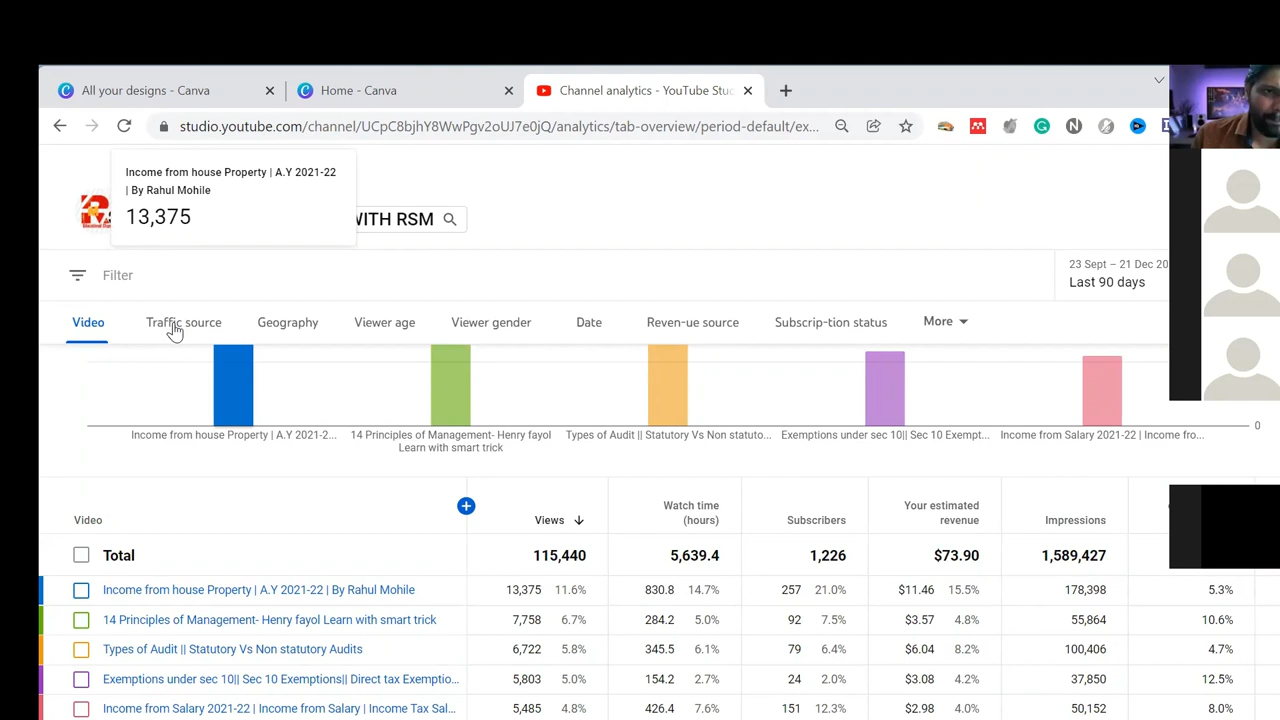 All your designs - Canva
Home - Canva
Channel analytics - YouTube Stu
studio.youtube.com/channel/UCpC8bjhY8WwPgv2oUJ7e0jQ/analytics/tab-overview/period-default/ex...
Income from house Property | A.Y 2021-22
| By Rahul Mohile
13,375
WITH RSM
Filter
23 Sept – 21 Dec 20
Last 90 days
Video
Traffic source
Geography
Viewer age
Viewer gender
Date
Reven-ue source
Subscrip-tion status
More
0
Income from house Property | A.Y 2021-2...
14 Principles of Management- Henry fayol
Learn with smart trick
Types of Audit || Statutory Vs Non statuto...
Exemptions under sec 10|| Sec 10 Exempt...
Income from Salary 2021-22 | Income fro...
Video
Views
Watch time
(hours)
Subscribers
Your estimated
revenue
Impressions
Total 115,440 5,639.4 1,226 $73.90 1,589,427
Income from house Property | A.Y 2021-22 | By Rahul Mohile 13,375 11.6% 830.8 14.7% 257 21.0% $11.46 15.5% 178,398 5.3%
14 Principles of Management- Henry fayol Learn with smart trick 7,758 6.7% 284.2 5.0% 92 7.5% $3.57 4.8% 55,864 10.6%
Types of Audit || Statutory Vs Non statutory Audits 6,722 5.8% 345.5 6.1% 79 6.4% $6.04 8.2% 100,406 4.7%
Exemptions under sec 10|| Sec 10 Exemptions|| Direct tax Exemptio... 5,803 5.0% 154.2 2.7% 24 2.0% $3.08 4.2% 37,850 12.5%
Income from Salary 2021-22 | Income from Salary | Income Tax Sal... 5,485 4.8% 426.4 7.6% 151 12.3% $2.98 4.0% 50,152 8.0%